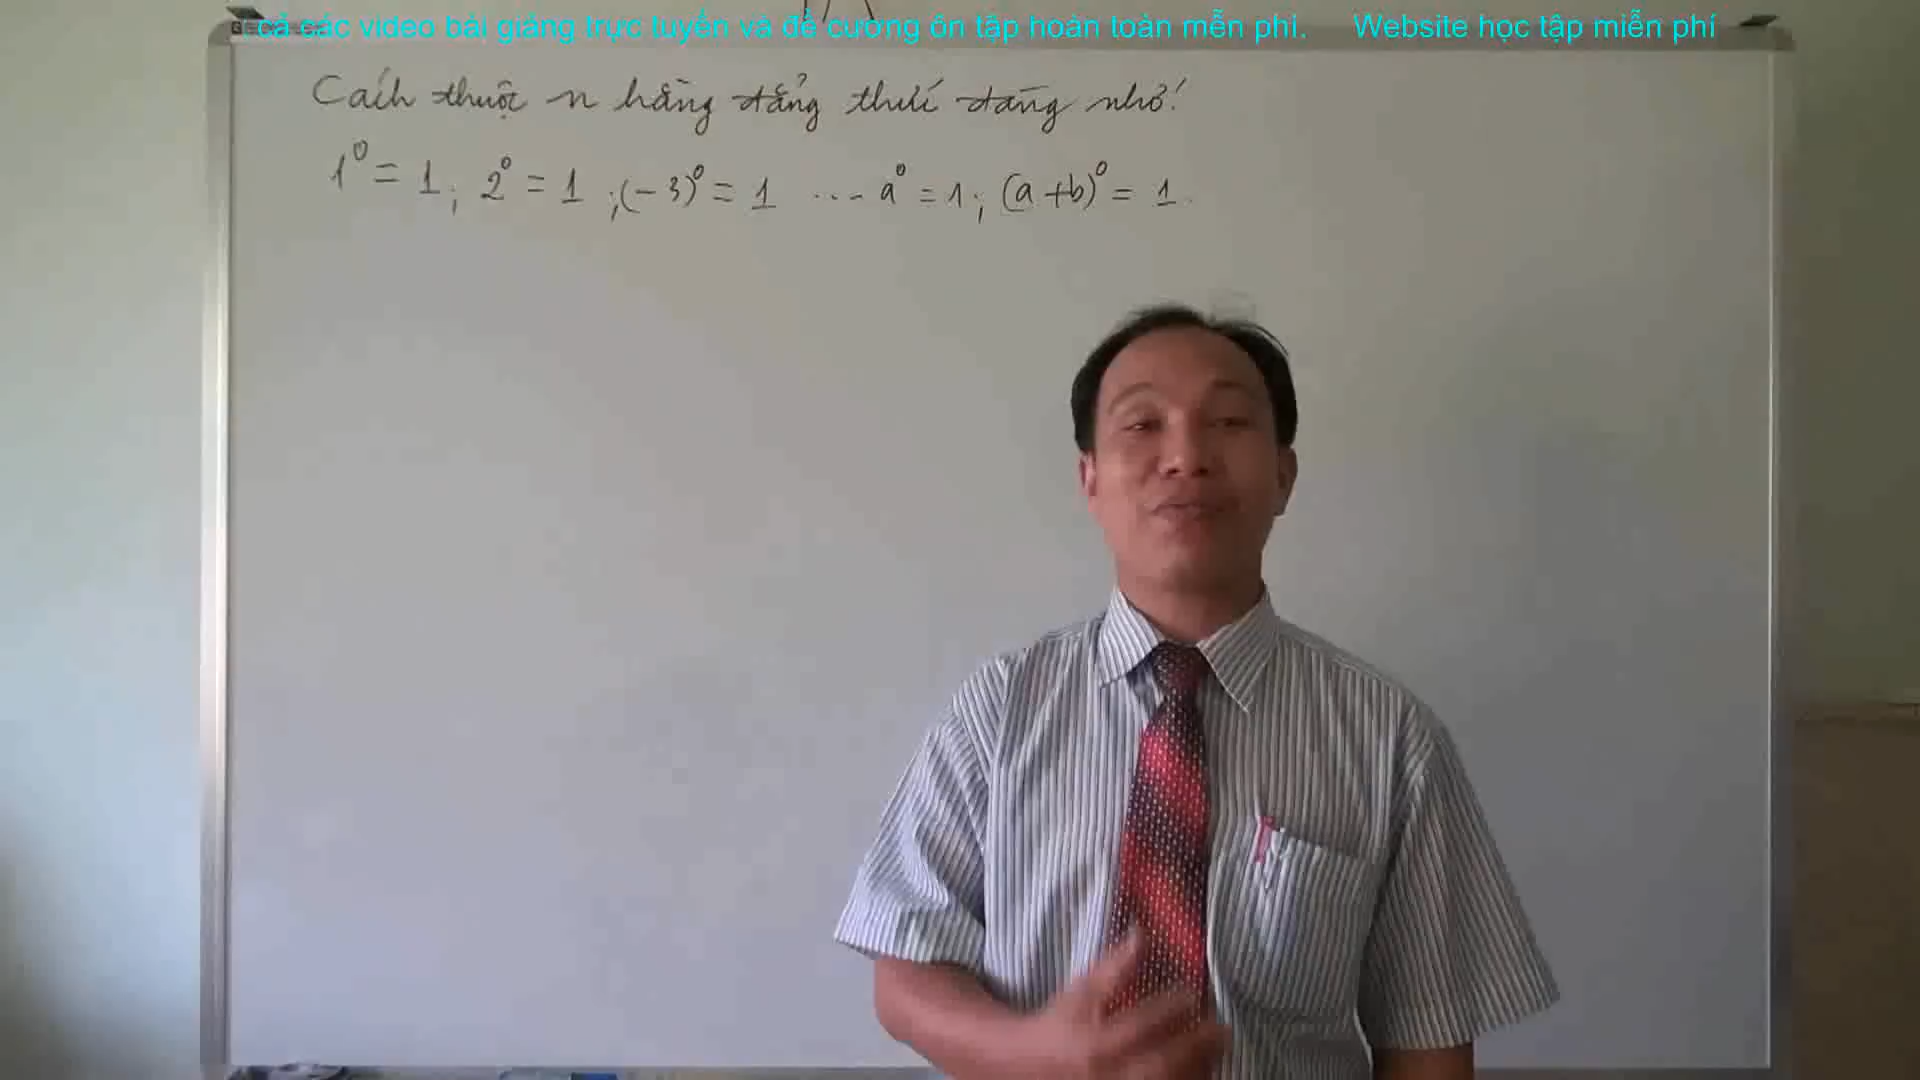 cả các video bài giảng trực tuyến và đề cương ôn tập hoàn toàn mễn phí. Website học tập miễn phí
Cách thuộc n hằng đẳng thức đáng nhớ!
1⁰ = 1; 2⁰ = 1; (-3)⁰ = 1 ... a⁰ = 1; (a+b)⁰ = 1.